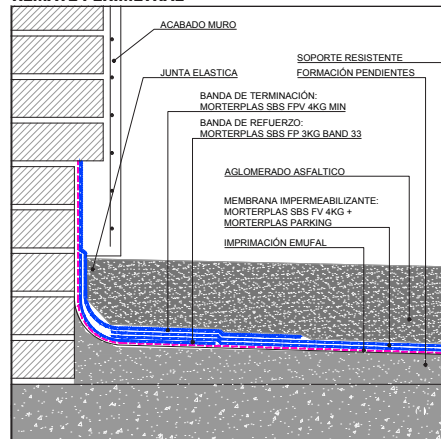 ACABADO MURO
SOPORTE RESISTENTE
JUNTA ELASTICA
FORMACIÓN PENDIENTES
BANDA DE TERMINACIÓN:
MORTERPLAS SBS FPV 4KG MIN
BANDA DE REFUERZO:
MORTERPLAS SBS FP 3KG BAND 33
AGLOMERADO ASFALTICO
MEMBRANA IMPERMEABILIZANTE:
MORTERPLAS SBS FV 4KG +
MORTERPLAS PARKING
IMPRIMACIÓN EMUFAL